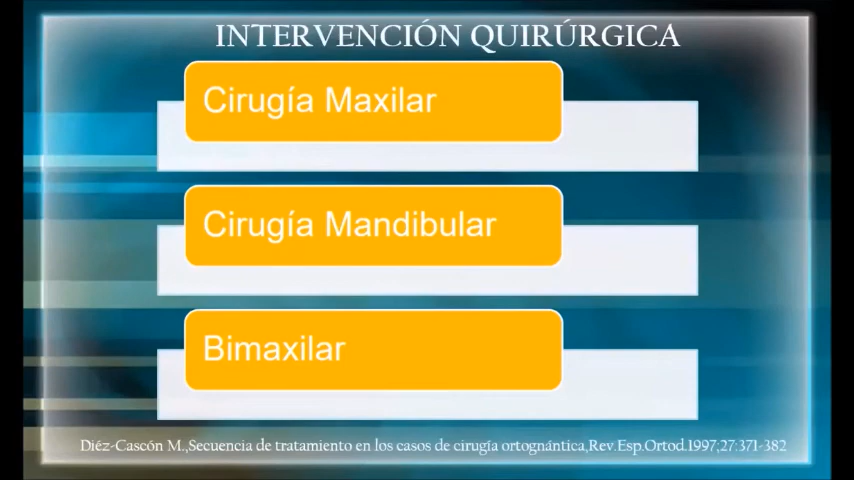 INTERVENCIÓN QUIRÚRGICA
Cirugía Maxilar
Cirugía Mandibular
Bimaxilar
Diéz-Cascón M.,Secuencia de tratamiento en los casos de cirugía ortognántica,Rev.Esp.Ortod.1997;27:371-382